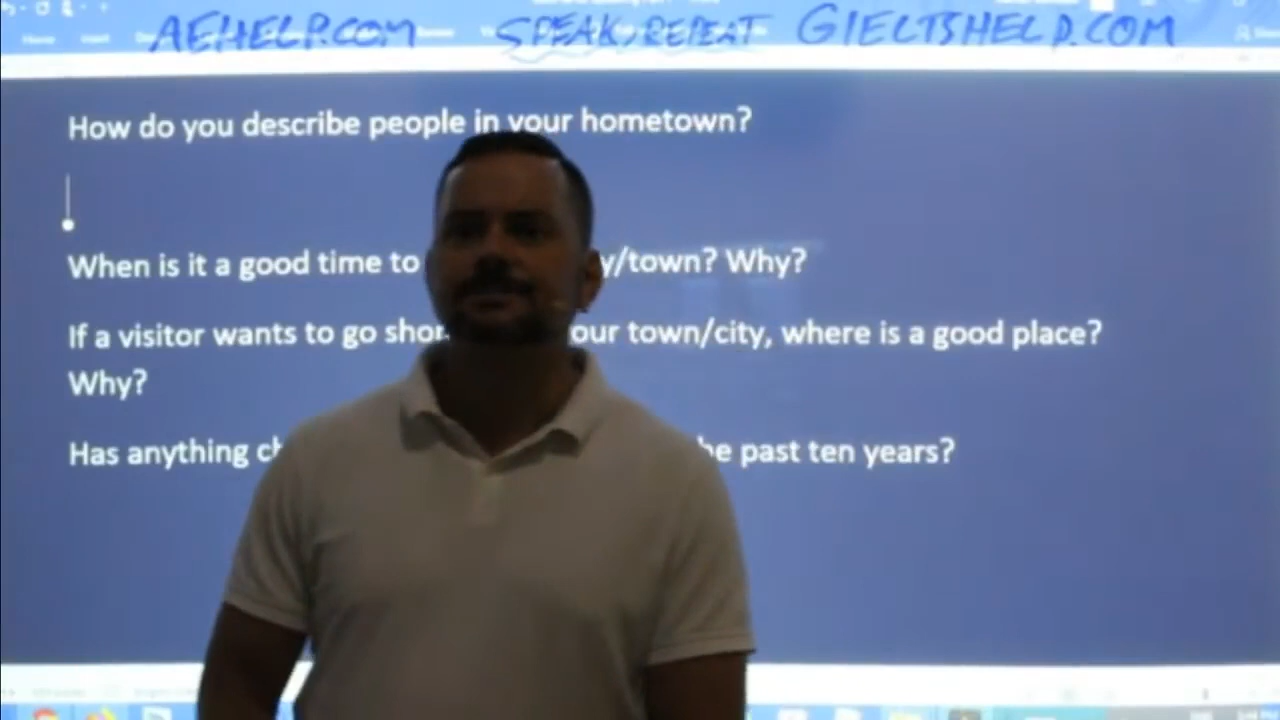 AEHELP.COM SPEAK, REPEAT GIELTSHELP.COM
How do you describe people in your hometown?
When is it a good time to y/town? Why?
If a visitor wants to go shop our town/city, where is a good place?
Why?
Has anything ch he past ten years?